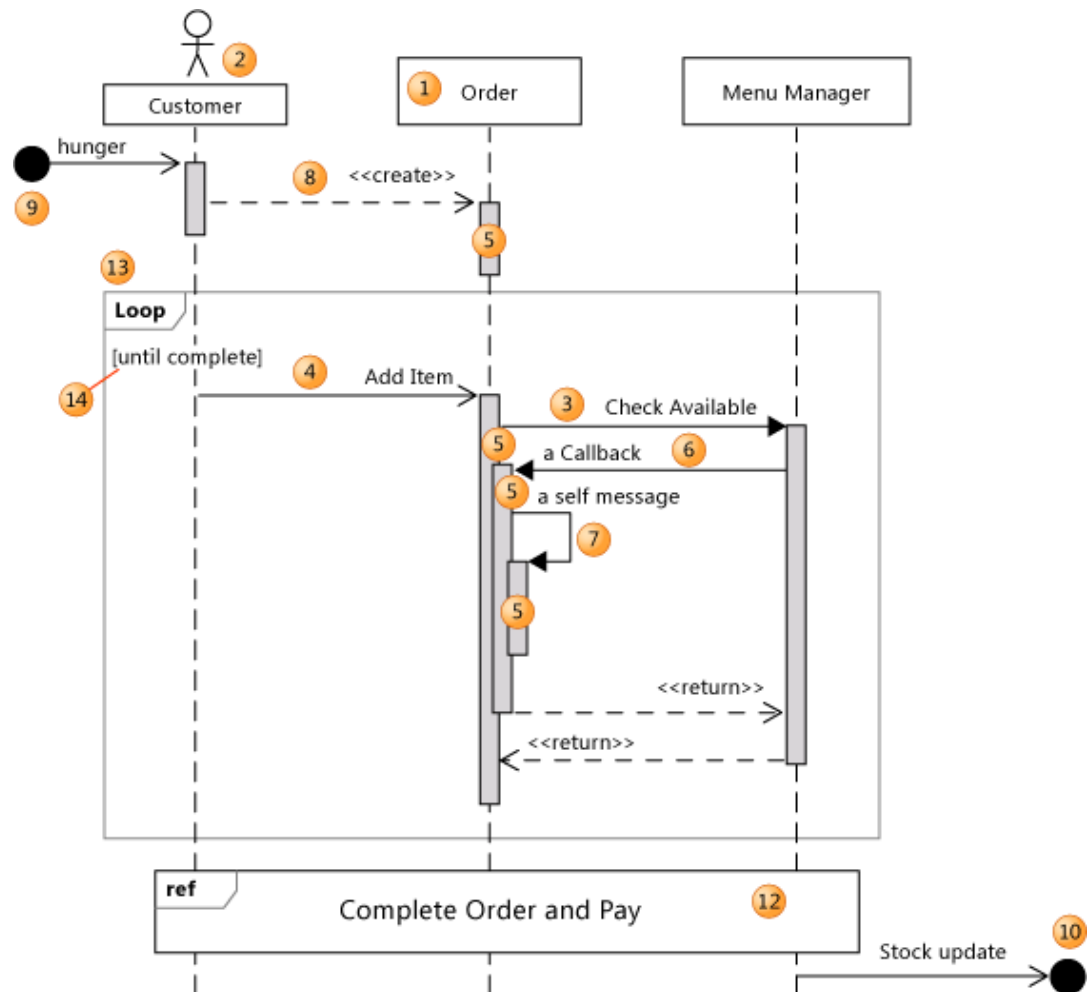 2
1
Customer
Order
Menu Manager
hunger
8
<<create>>
9
5
13
Loop
[until complete]
14
4
Add Item
3
Check Available
5
a Callback
6
5
a self message
7
5
<<return>>
<<return>>
ref
Complete Order and Pay
12
10
Stock update